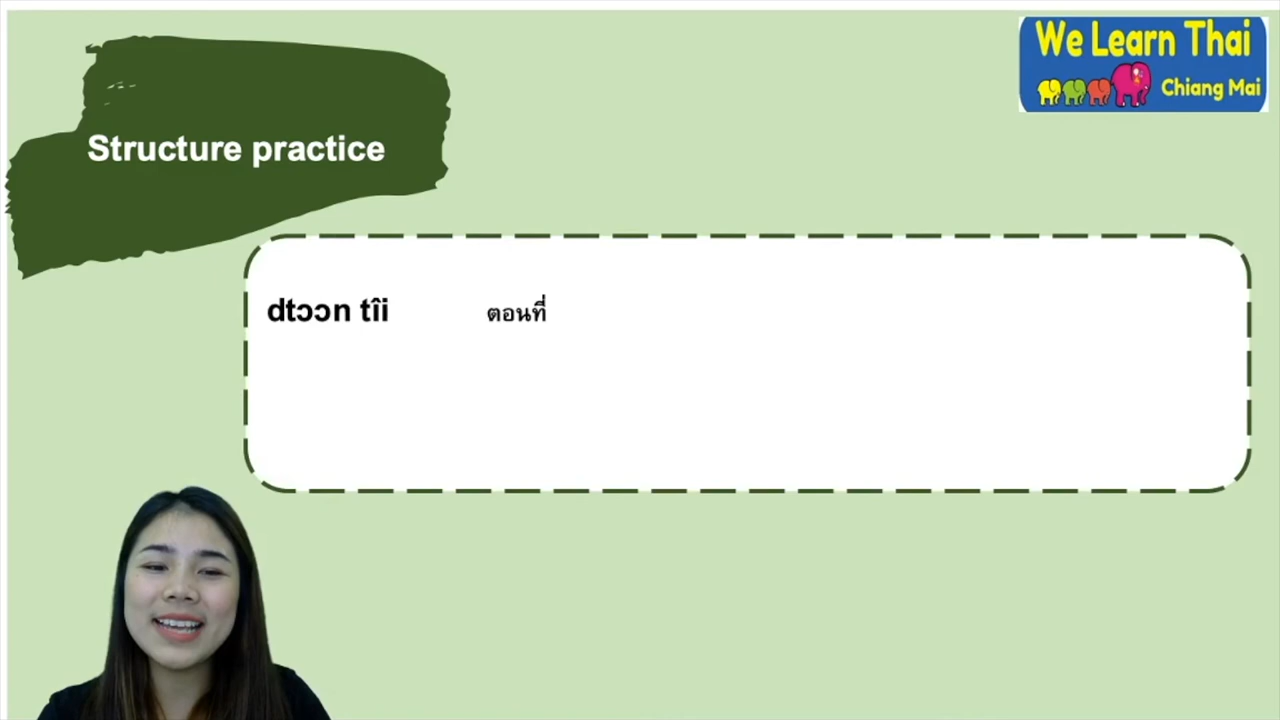 We Learn Thai
Chiang Mai
Structure practice
dtɔɔn tîi ตอนที่